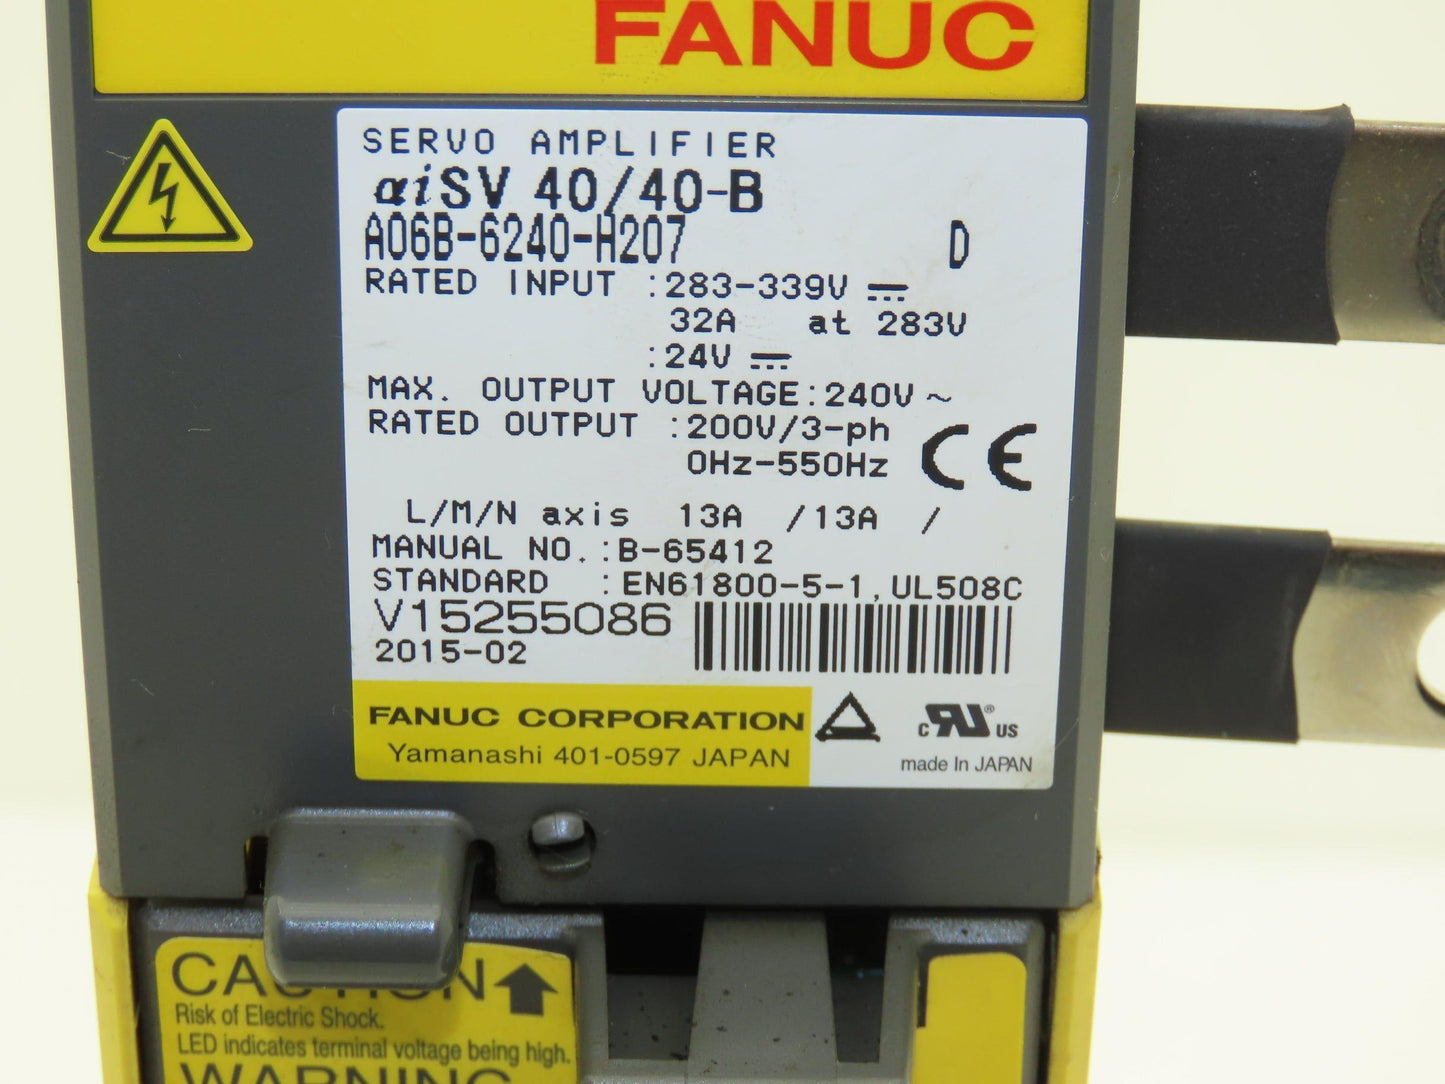 FANUC
SERVO AMPLIFIER
αiSV 40/40-B
A06B-6240-H207 D
RATED INPUT :283-339V ⎓
32A at 283V
:24V ⎓
MAX. OUTPUT VOLTAGE:240V ~
RATED OUTPUT :200V/3-ph
0Hz-550Hz
CE
L/M/N axis 13A /13A /
MANUAL NO.:B-65412
STANDARD :EN61800-5-1,UL508C
V15255086
2015-02
FANUC CORPORATION
Yamanashi 401-0597 JAPAN
c RU ® US
made In JAPAN
CAUTION
Risk of Electric Shock.
LED indicates terminal voltage being high.
WARNING